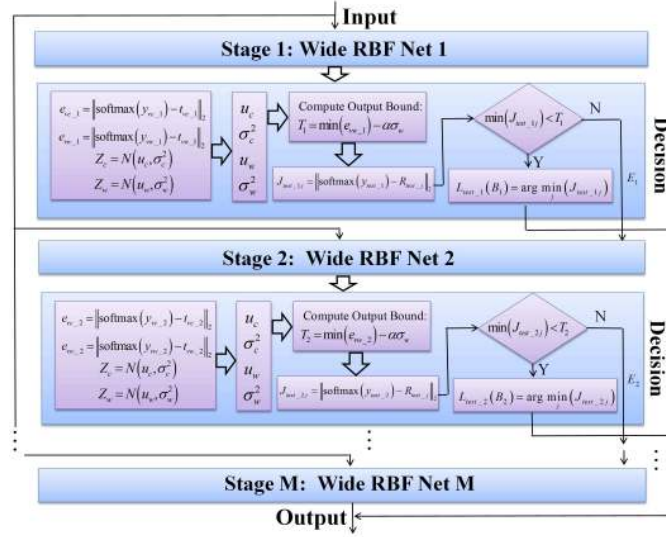 Input
Stage 1: Wide RBF Net 1
e_{vc_1} = ||softmax(y_{vc_1}) − t_{vc_1}||_2
e_{vw_1} = ||softmax(y_{vw_1}) − t_{vw_1}||_2
Z_c = N(u_c, σ_c^2)
Z_w = N(u_w, σ_w^2)
u_c
σ_c^2
u_w
σ_w^2
Compute Output Bound:
T_1 = min(e_{vw_1}) − ασ_w
J_{test_1j} = ||softmax(y_{test_1}) − R_{test_j}||_2
min(J_{test_1j}) < T_1
N
Y
L_{test_1}(B_1) = arg min_j (J_{test_1j})
E_1
Decision
Stage 2: Wide RBF Net 2
e_{vc_2} = ||softmax(y_{vc_2}) − t_{vc_2}||_2
e_{vw_2} = ||softmax(y_{vw_2}) − t_{vw_2}||_2
Z_c = N(u_c, σ_c^2)
Z_w = N(u_w, σ_w^2)
u_c
σ_c^2
u_w
σ_w^2
Compute Output Bound:
T_2 = min(e_{vw_2}) − ασ_w
J_{test_2j} = ||softmax(y_{test_2}) − R_{test_j}||_2
min(J_{test_2j}) < T_2
N
Y
L_{test_2}(B_2) = arg min_j (J_{test_2j})
E_2
Decision
Stage M: Wide RBF Net M
Output